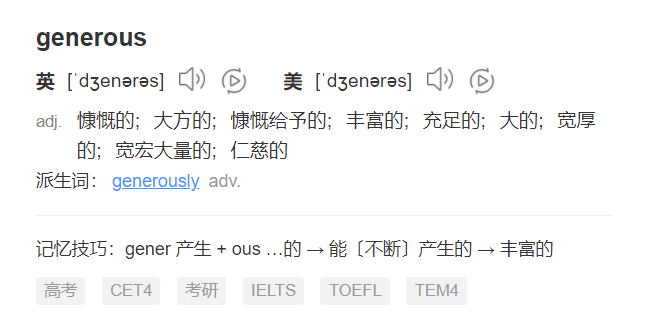 generous
英 [ˈdʒenərəs] 美 [ˈdʒenərəs]
adj. 慷慨的；大方的；慷慨给予的；丰富的；充足的；大的；宽厚
的；宽宏大量的；仁慈的
派生词： generously adv.
记忆技巧：gener 产生 + ous …的 → 能〔不断〕产生的 → 丰富的
高考 CET4 考研 IELTS TOEFL TEM4